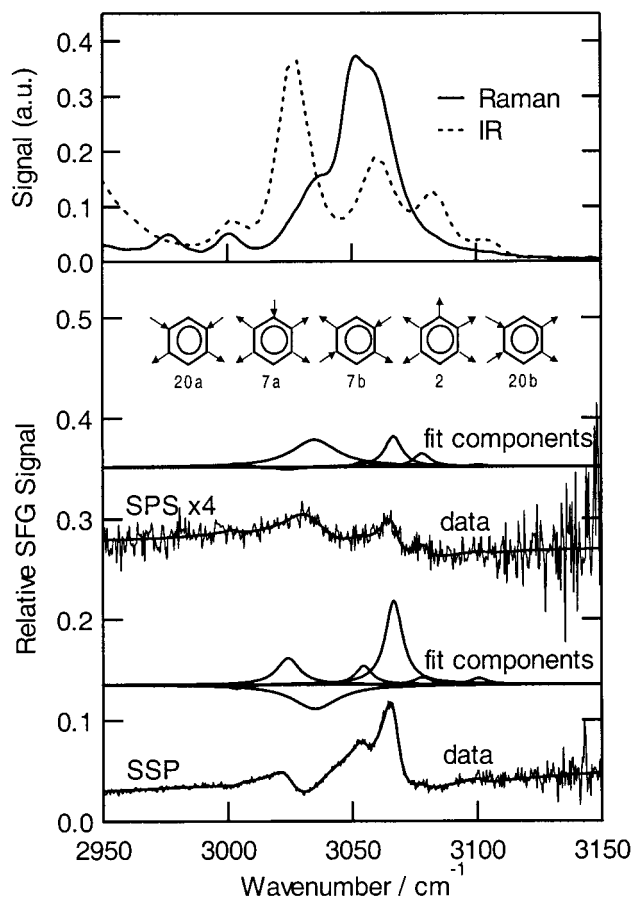 Signal (a.u.)
0.4
0.3
0.2
0.1
0.0
Raman
IR
Relative SFG Signal
0.5
0.4
0.3
0.2
0.1
0.0
20a 7a 7b 2 20b
fit components
SPS x4
data
fit components
SSP
data
2950 3000 3050 3100 3150
Wavenumber / cm-1